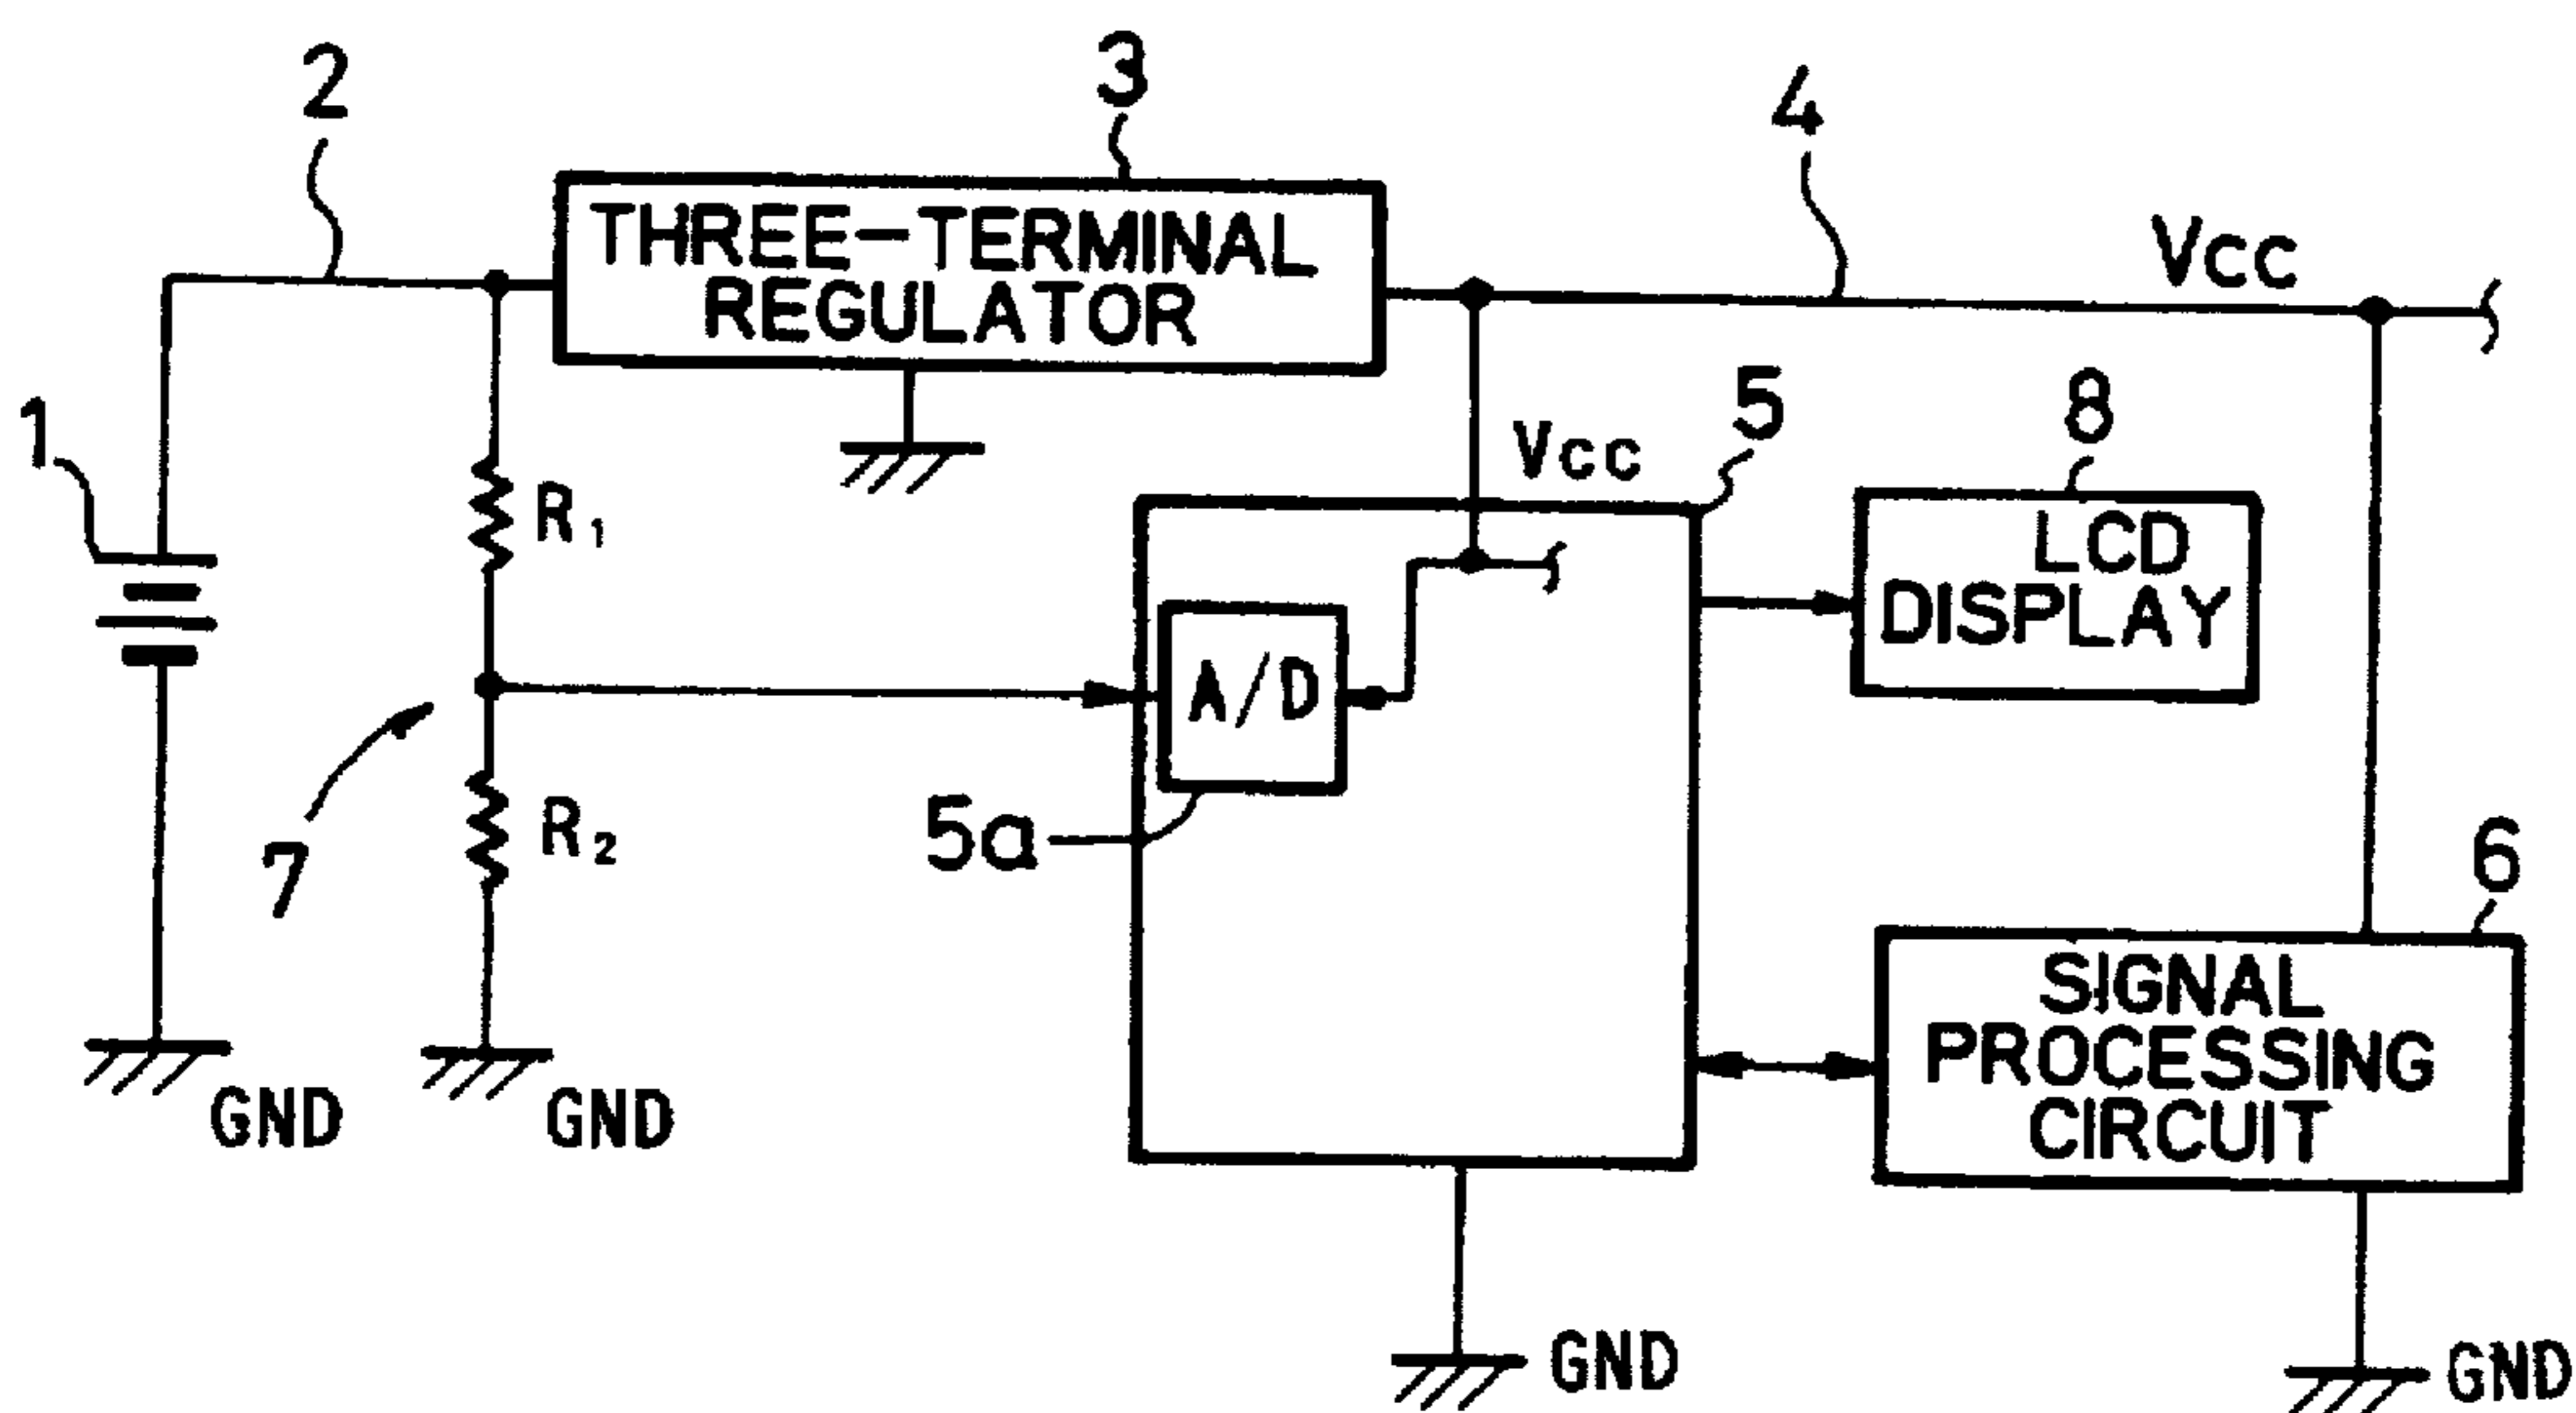 2
3
4
THREE-TERMINAL
REGULATOR
Vcc
1
R1
Vcc
5
8
LCD
DISPLAY
A/D
7
R2
5a
6
SIGNAL
PROCESSING
CIRCUIT
GND
GND
GND
GND